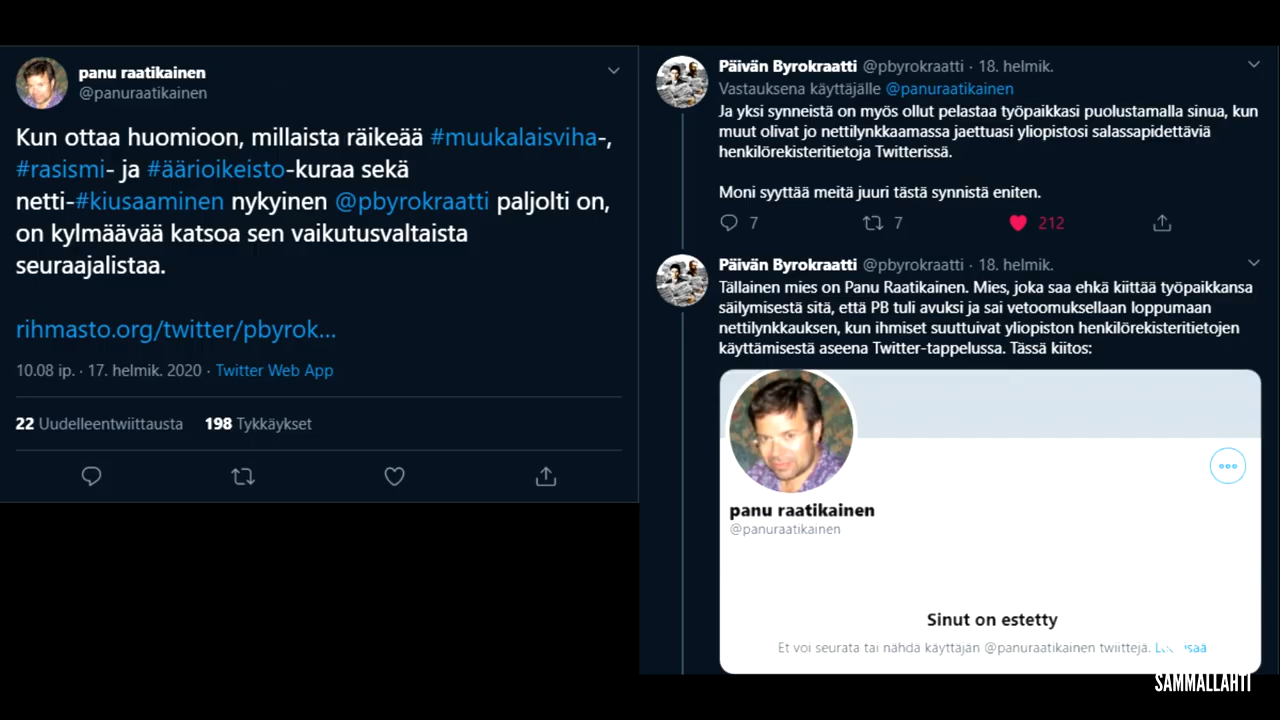 panu raatikainen
@panuraatikainen
Kun ottaa huomioon, millaista räikeää #muukalaisviha-,
#rasismi- ja #äärioikeisto-kuraa sekä
netti-#kiusaaminen nykyinen @pbyrokraatti paljolti on,
on kylmäävää katsoa sen vaikutusvaltaista
seuraajalistaa.
rihmasto.org/twitter/pbyrok...
10.08 ip. · 17. helmik. 2020 · Twitter Web App
22 Uudelleentwiittausta 198 Tykkäykset
Päivän Byrokraatti @pbyrokraatti · 18. helmik.
Vastauksena käyttäjälle @panuraatikainen
Ja yksi synneistä on myös ollut pelastaa työpaikkasi puolustamalla sinua, kun
muut olivat jo nettilynkkaamassa jaettuasi yliopistosi salassapidettäviä
henkilörekisteritietoja Twitterissä.
Moni syyttää meitä juuri tästä synnistä eniten.
7 7 212
Päivän Byrokraatti @pbyrokraatti · 18. helmik.
Tällainen mies on Panu Raatikainen. Mies, joka saa ehkä kiittää työpaikkansa
säilymisestä sitä, että PB tuli avuksi ja sai vetoomuksellaan loppumaan
nettilynkkauksen, kun ihmiset suuttuivat yliopiston henkilörekisteritietojen
käyttämisestä aseena Twitter-tappelussa. Tässä kiitos:
panu raatikainen
@panuraatikainen
Sinut on estetty
Et voi seurata tai nähdä käyttäjän @panuraatikainen twiittejä.
SAMMALLAHTI